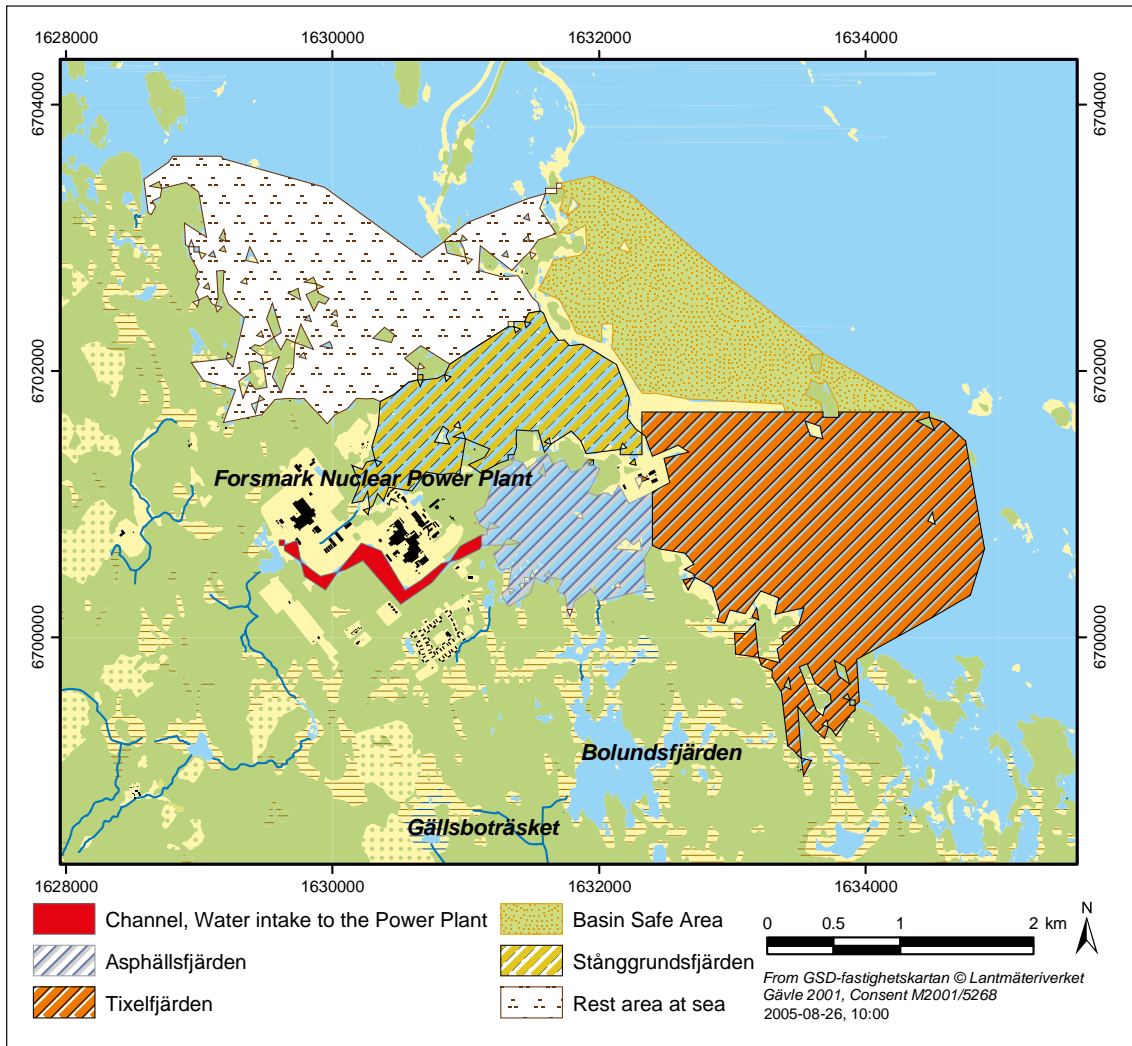 1628000 1630000 1632000 1634000
6704000 6704000
6702000 6702000
Forsmark Nuclear Power Plant
6700000 6700000
Bolundsfjärden
Gällsboträsket
1628000 1630000 1632000 1634000
Channel, Water intake to the Power Plant
Asphällsfjärden
Tixelfjärden
Basin Safe Area
Stånggrundsfjärden
Rest area at sea
0 0.5 1 2 km
N
From GSD-fastighetskartan © Lantmäteriverket
Gävle 2001, Consent M2001/5268
2005-08-26, 10:00